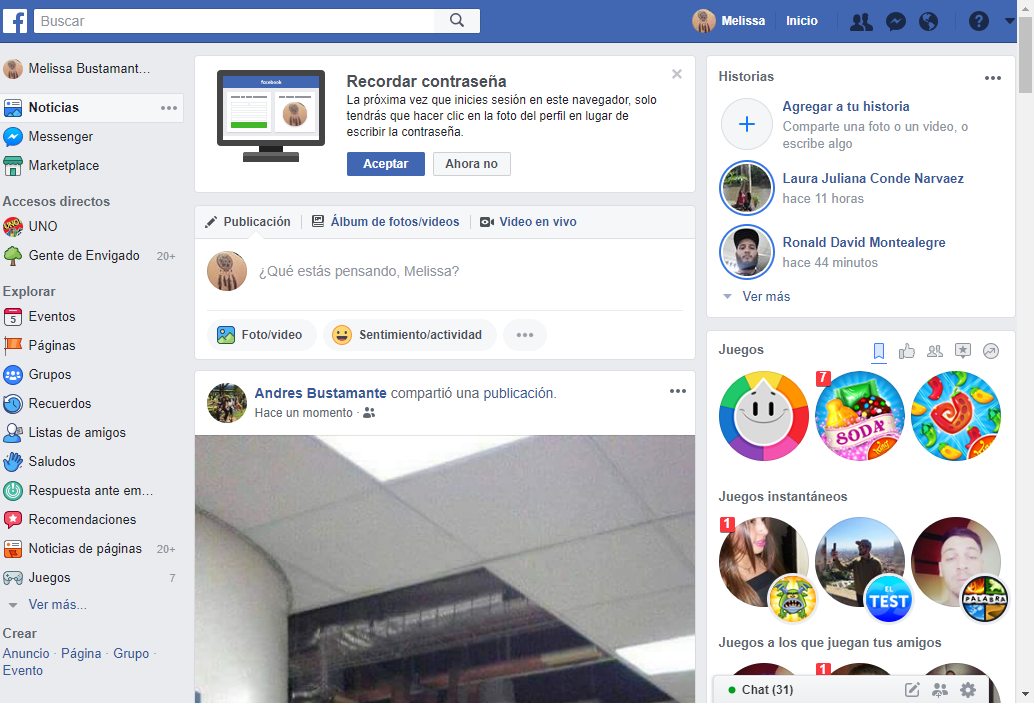 Buscar
Melissa
Inicio
Melissa Bustamant...
Noticias
Messenger
Marketplace
Accesos directos
UNO
Gente de Envigado 20+
Explorar
Eventos
Páginas
Grupos
Recuerdos
Listas de amigos
Saludos
Respuesta ante em...
Recomendaciones
Noticias de páginas 20+
Juegos 7
Ver más...
Crear
Anuncio · Página · Grupo ·
Evento
facebook
Recordar contraseña
La próxima vez que inicies sesión en este navegador, solo
tendrás que hacer clic en la foto del perfil en lugar de
escribir la contraseña.
Aceptar
Ahora no
Publicación
Álbum de fotos/videos
Video en vivo
¿Qué estás pensando, Melissa?
Foto/video
Sentimiento/actividad
Andres Bustamante compartió una publicación.
Hace un momento ·
Historias
Agregar a tu historia
Comparte una foto o un video, o
escribe algo
Laura Juliana Conde Narvaez
hace 11 horas
Ronald David Montealegre
hace 44 minutos
Ver más
Juegos
7
SODA
Juegos instantáneos
1
EL
TEST
PALABRA
Juegos a los que juegan tus amigos
1
Chat (31)